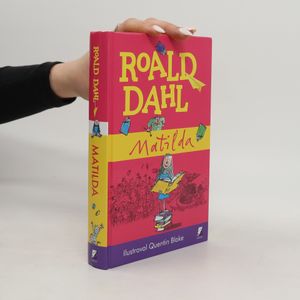 ROALD
DAHL
Matilda
Ilustroval Quentin Blake
ROALD DAHL
MATILDA